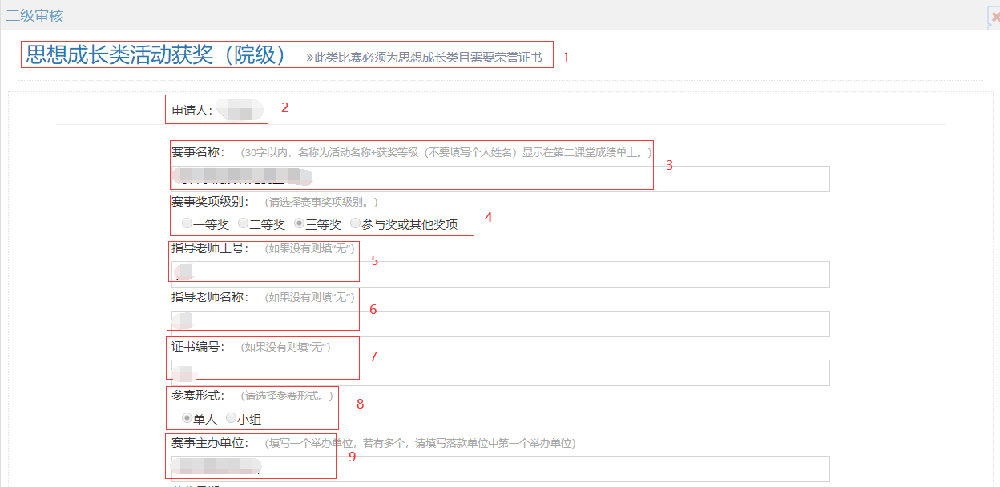 二级审核
思想成长类活动获奖（院级） »此类比赛必须为思想成长类且需要荣誉证书 1
申请人： 2
赛事名称： （30字以内，名称为活动名称+获奖等级（不要填写个人姓名）显示在第二课堂成绩单上。） 3
赛事奖项级别： （请选择赛事奖项级别。）
一等奖 二等奖 三等奖 参与奖或其他奖项 4
指导老师工号： （如果没有则填“无”） 5
指导老师名称： （如果没有则填“无”） 6
证书编号： （如果没有则填“无”） 7
参赛形式： （请选择参赛形式。） 8
单人 小组
赛事主办单位： （填写一个举办单位，若有多个，请填写落款单位中第一个举办单位） 9